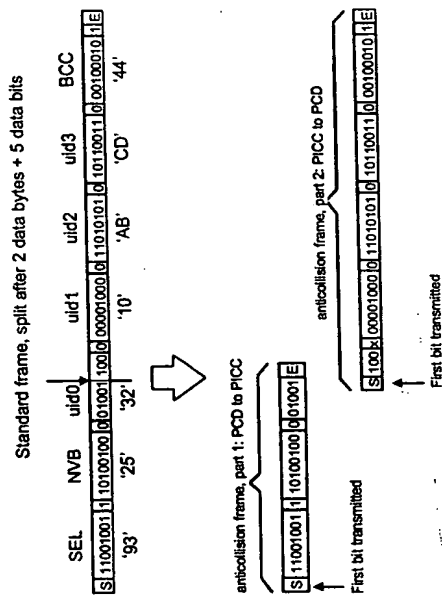 Standard frame, split after 2 data bytes + 5 data bits
SEL NVB uid0 uid1 uid2 uid3 BCC
S 11001001 1 10100100 0 01001 100 0 00001000 0 11010101 0 10110011 0 00100010 1 E
'93' '25' '32' '10' 'AB' 'CD' '44'
anticollision frame, part 1: PCD to PICC
S 11001001 1 10100100 0 01001 E
First bit transmitted
anticollision frame, part 2: PICC to PCD
S 100 x 00001000 0 11010101 0 10110011 0 00100010 1 E
First bit transmitted